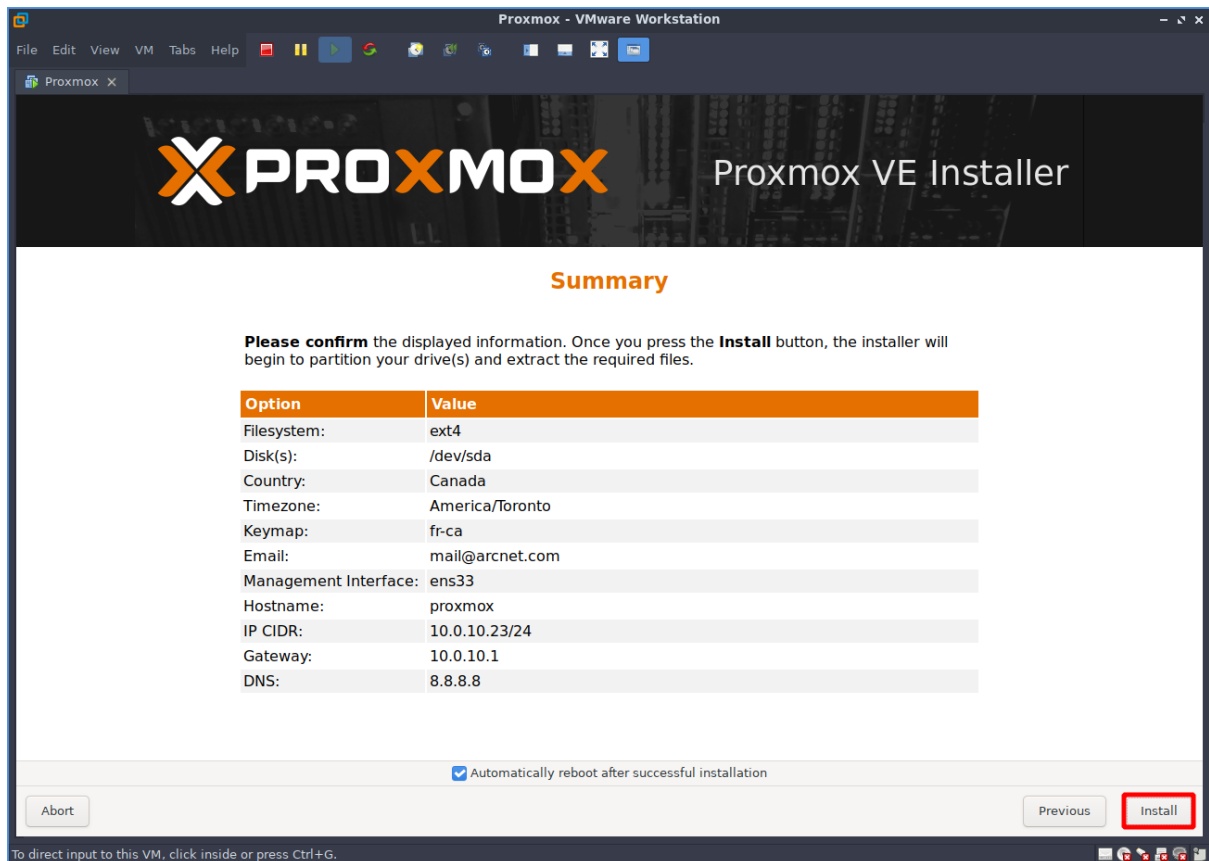 Proxmox - VMware Workstation
File Edit View VM Tabs Help
Proxmox
PROXMOX
Proxmox VE Installer
Summary
Please confirm the displayed information. Once you press the Install button, the installer will
begin to partition your drive(s) and extract the required files.
Option Value
Filesystem: ext4
Disk(s): /dev/sda
Country: Canada
Timezone: America/Toronto
Keymap: fr-ca
Email: mail@arcnet.com
Management Interface: ens33
Hostname: proxmox
IP CIDR: 10.0.10.23/24
Gateway: 10.0.10.1
DNS: 8.8.8.8
Automatically reboot after successful installation
Abort Previous Install
To direct input to this VM, click inside or press Ctrl+G.